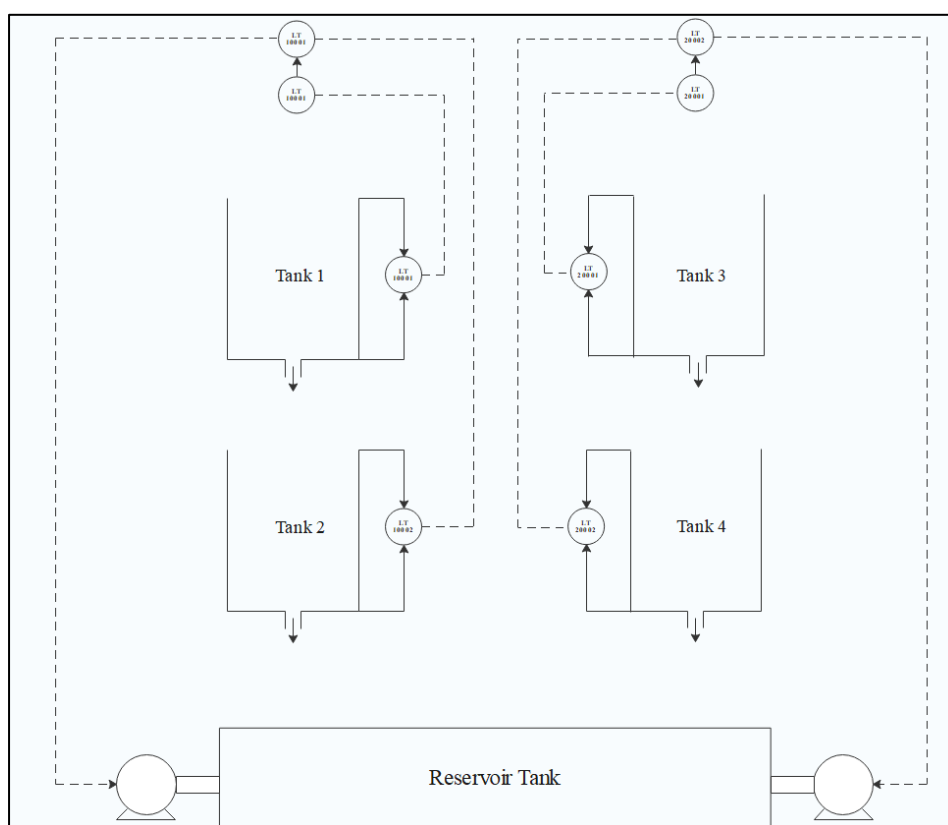 LT
10001
LT
20002
LT
10001
LT
20001
Tank 1
LT
10001
LT
20001
Tank 3
Tank 2
LT
10002
LT
20002
Tank 4
Reservoir Tank